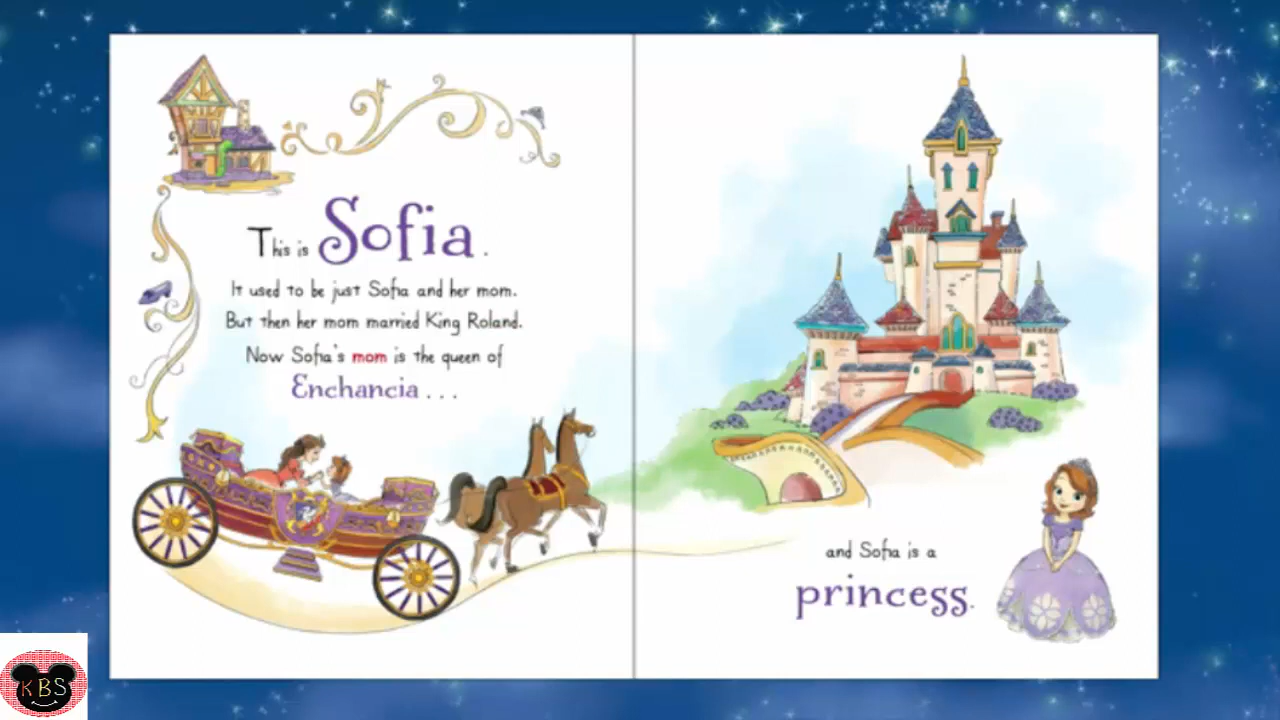 This is Sofia.
It used to be just Sofia and her mom.
But then her mom married King Roland.
Now Sofia's mom is the queen of
Enchancia . . .
and Sofia is a
princess.
KBS